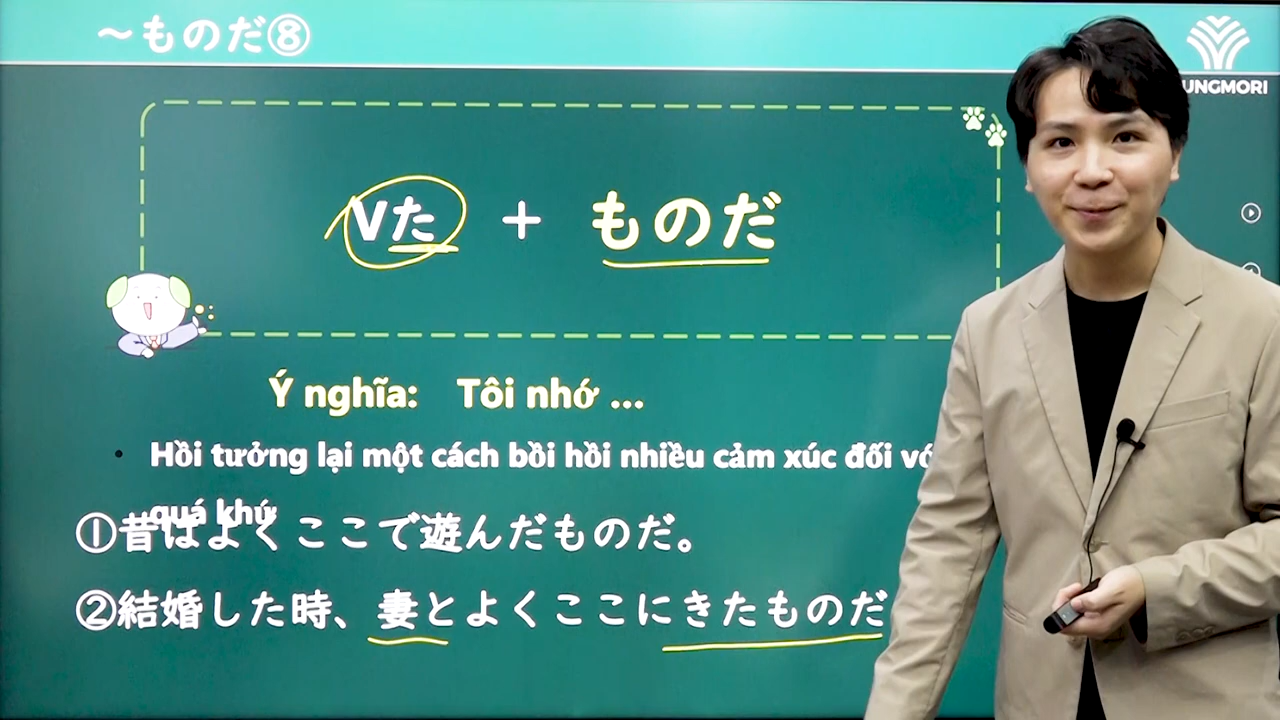 ～ものだ⑧
UNGMORI
Vた + ものだ
Ý nghĩa: Tôi nhớ ...
• Hồi tưởng lại một cách bồi hồi nhiều cảm xúc đối vớ
quá khứ
①昔はよくここで遊んだものだ。
②結婚した時、妻とよくここにきたものだ